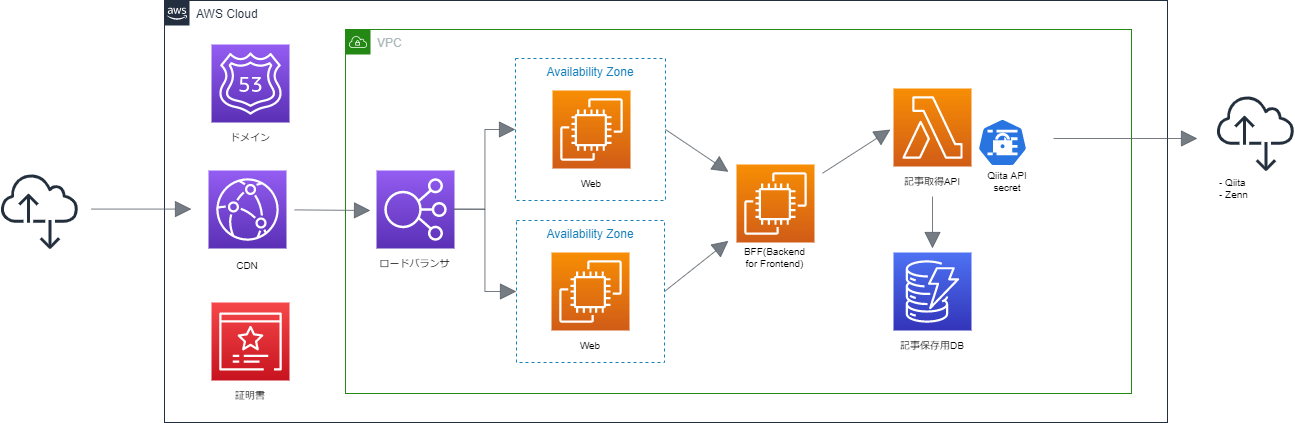 aws
AWS Cloud
VPC
53
ドメイン
CDN
証明書
ロードバランサ
Availability Zone
Web
Availability Zone
Web
BFF(Backend
for Frontend)
記事取得API
Qiita API
secret
記事保存用DB
- Qiita
- Zenn